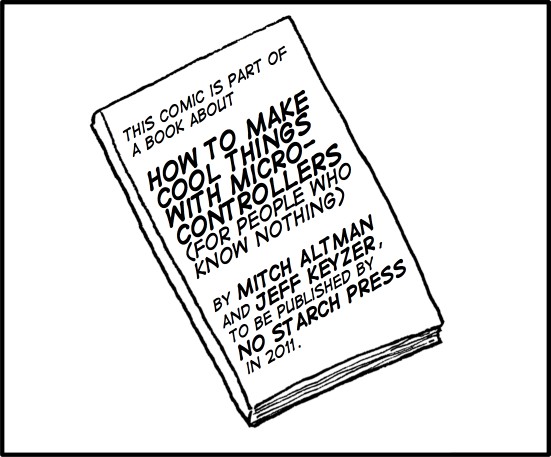 THIS COMIC IS PART OF
A BOOK ABOUT
HOW TO MAKE
COOL THINGS
WITH MICRO-
CONTROLLERS
(FOR PEOPLE WHO
KNOW NOTHING)
BY MITCH ALTMAN
AND JEFF KEYZER,
TO BE PUBLISHED BY
NO STARCH PRESS
IN 2011.